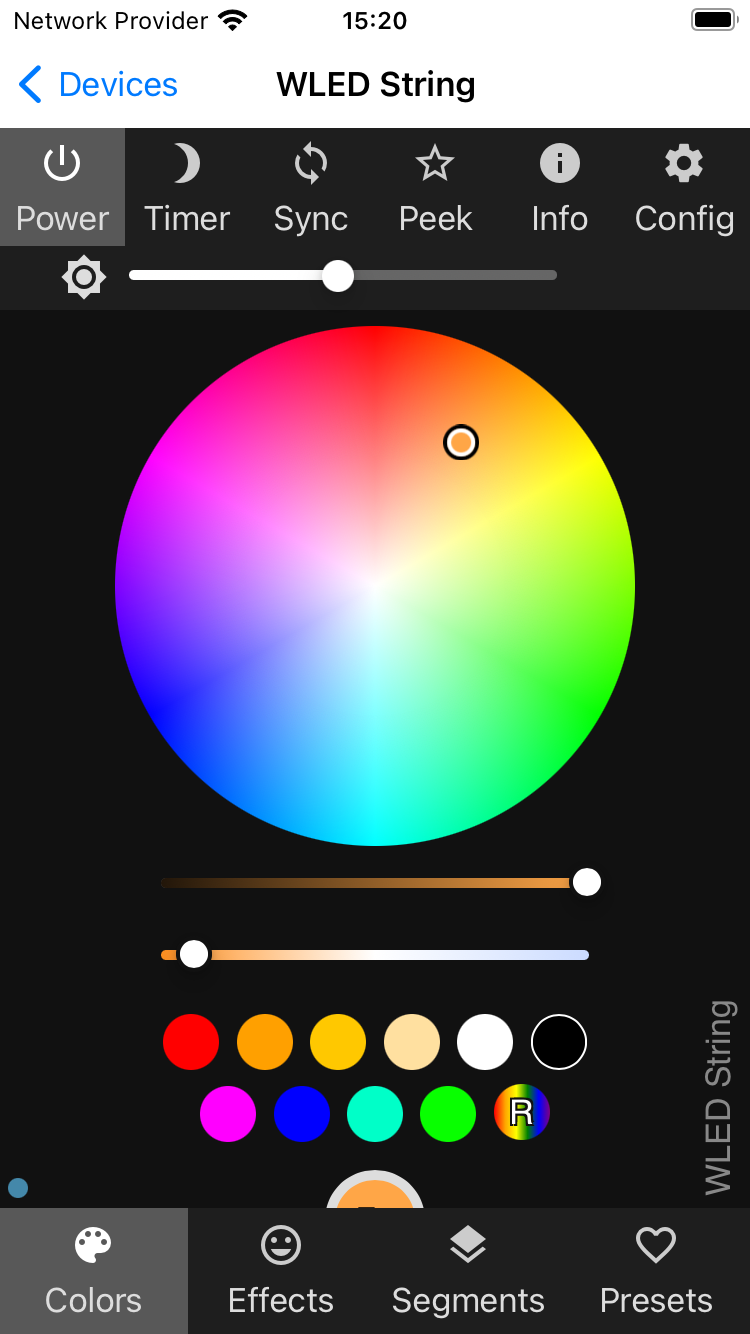 Network Provider 15:20
Devices WLED String
Power Timer Sync Peek Info Config
R
WLED String
Colors Effects Segments Presets